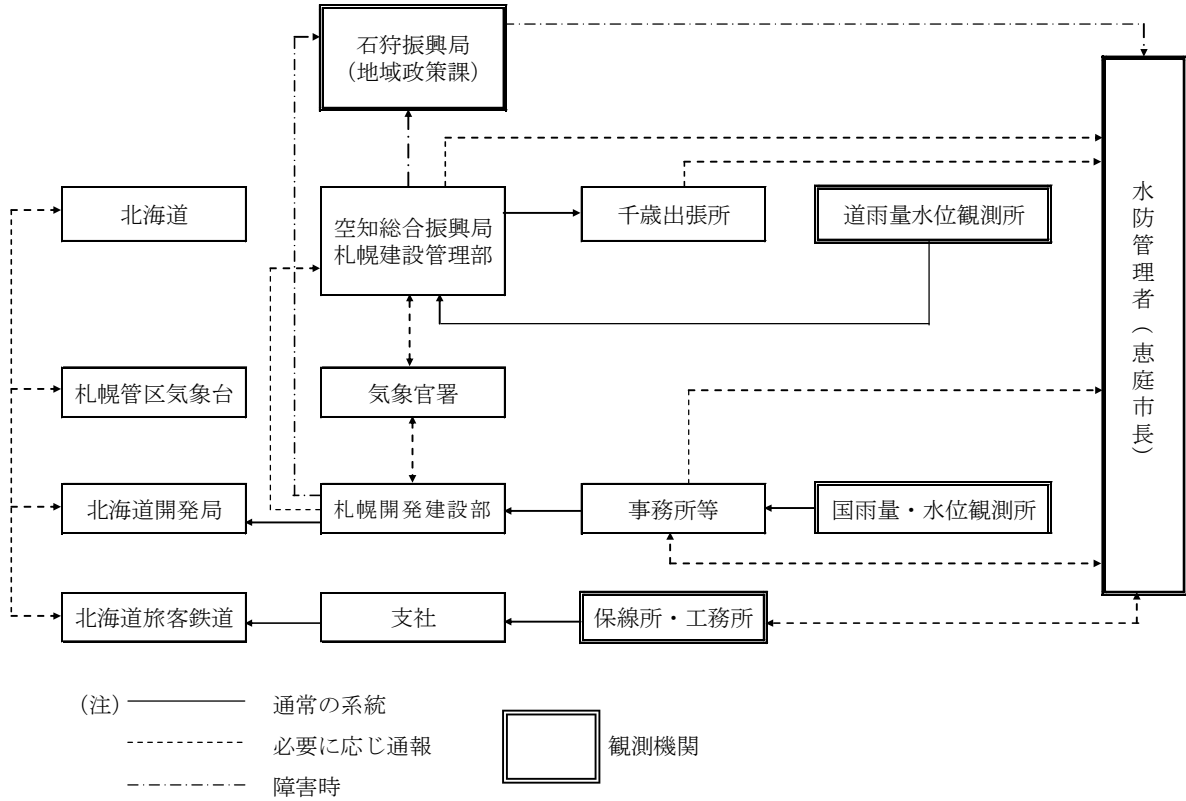 石狩振興局
(地域政策課)
北海道
空知総合振興局
札幌建設管理部
千歳出張所
道雨量水位観測所
水防管理者(恵庭市長)
札幌管区気象台
気象官署
北海道開発局
札幌開発建設部
事務所等
国雨量・水位観測所
北海道旅客鉄道
支社
保線所・工務所
(注) 通常の系統
必要に応じ通報
障害時
観測機関